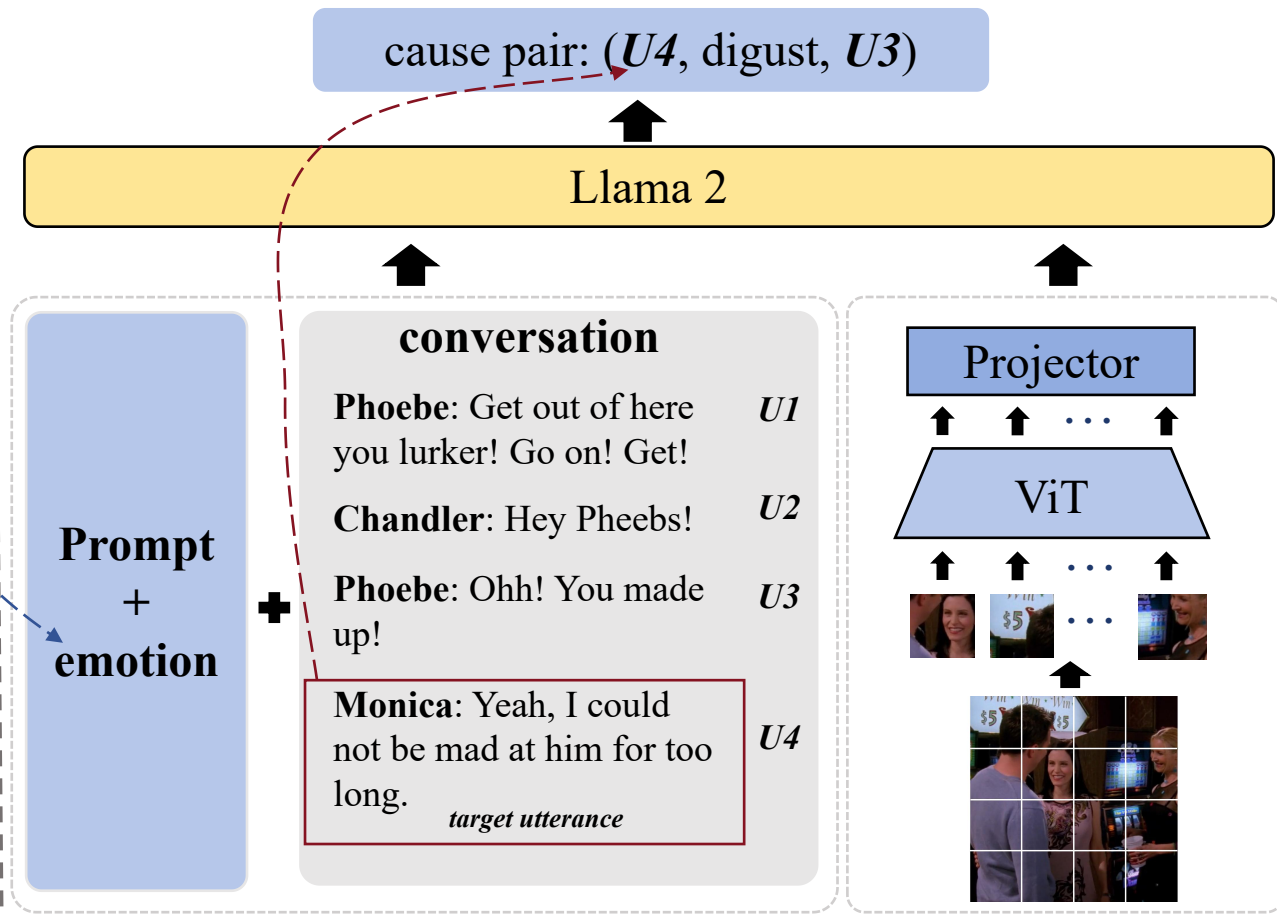 cause pair: (U4, digust, U3)
Llama 2
Prompt
+
emotion
conversation
Phoebe: Get out of here
you lurker! Go on! Get!
U1
Chandler: Hey Pheebs!
U2
Phoebe: Ohh! You made
up!
U3
Monica: Yeah, I could
not be mad at him for too
long.
U4
target utterance
Projector
ViT
$5
$5 $5